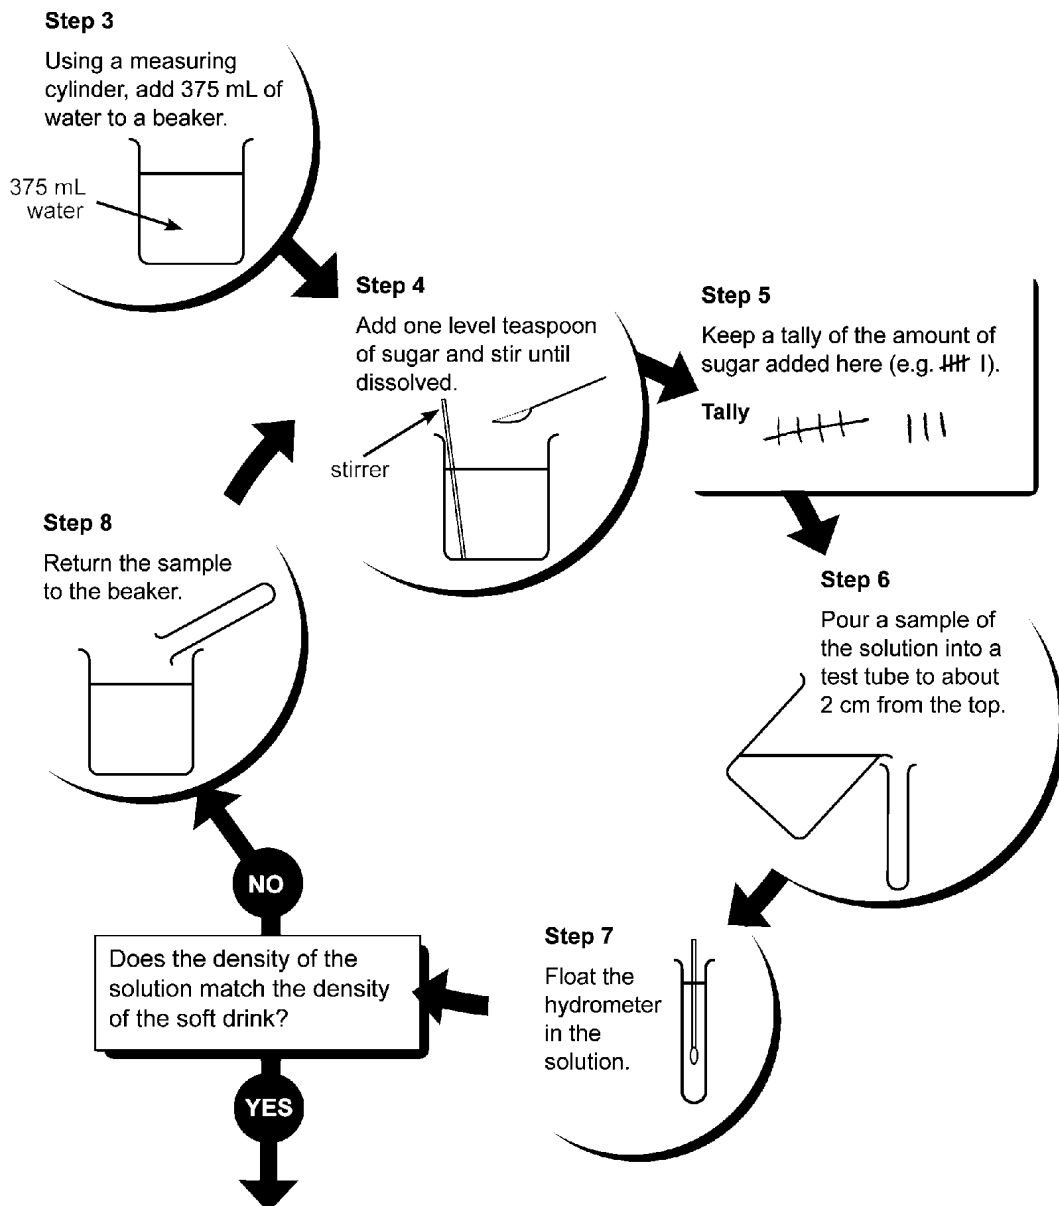 Step 3
Using a measuring
cylinder, add 375 mL of
water to a beaker.
375 mL
water
Step 4
Add one level teaspoon
of sugar and stir until
dissolved.
stirrer
Step 5
Keep a tally of the amount of
sugar added here (e.g. 𝍸 I).
Tally 𝍸 III
Step 6
Pour a sample of
the solution into a
test tube to about
2 cm from the top.
Step 7
Float the
hydrometer
in the
solution.
Does the density of the
solution match the density
of the soft drink?
NO
YES
Step 8
Return the sample
to the beaker.